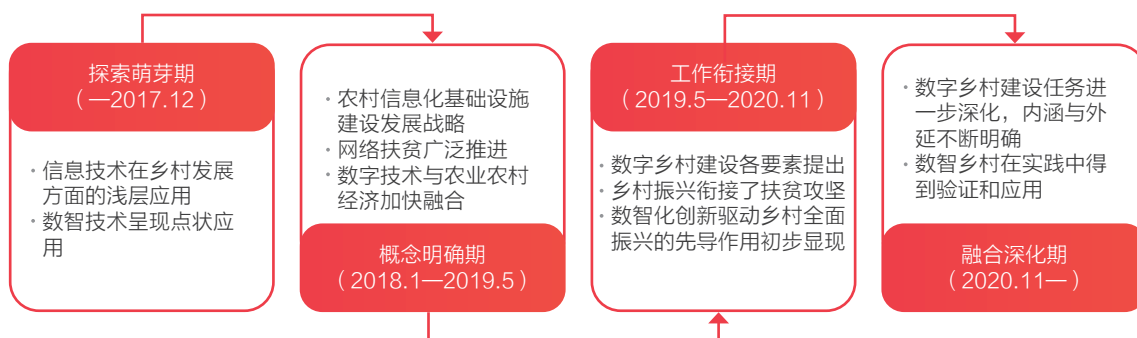 探索萌芽期
（—2017.12）
· 信息技术在乡村发展
方面的浅层应用
· 数智技术呈现点状应
用
· 农村信息化基础设施
建设发展战略
· 网络扶贫广泛推进
· 数字技术与农业农村
经济加快融合
概念明确期
（2018.1—2019.5）
工作衔接期
（2019.5—2020.11）
· 数字乡村建设各要素提出
· 乡村振兴衔接了扶贫攻坚
· 数智化创新驱动乡村全面
振兴的先导作用初步显现
· 数字乡村建设任务进
一步深化，内涵与外
延不断明确
· 数智乡村在实践中得
到验证和应用
融合深化期
（2020.11—）